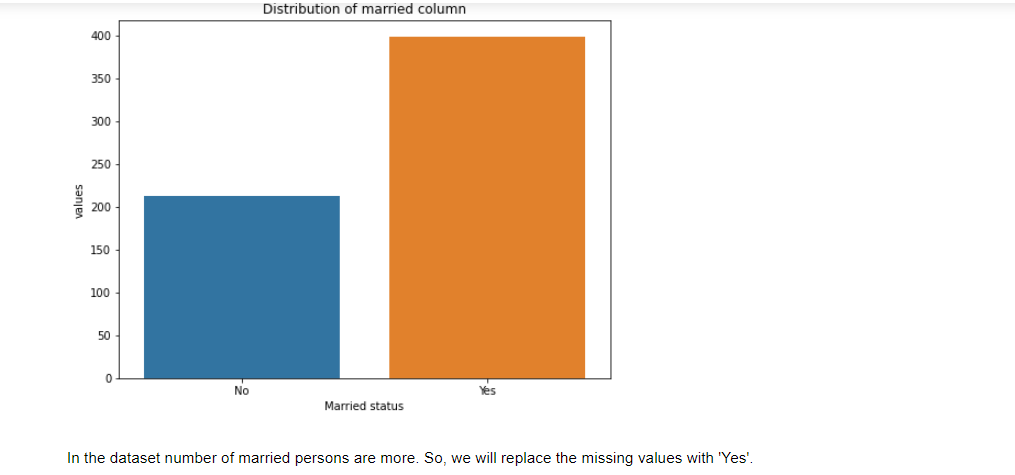 Distribution of married column
400
350
300
250
200
150
100
50
0
values
No Yes
Married status
In the dataset number of married persons are more. So, we will replace the missing values with 'Yes'.